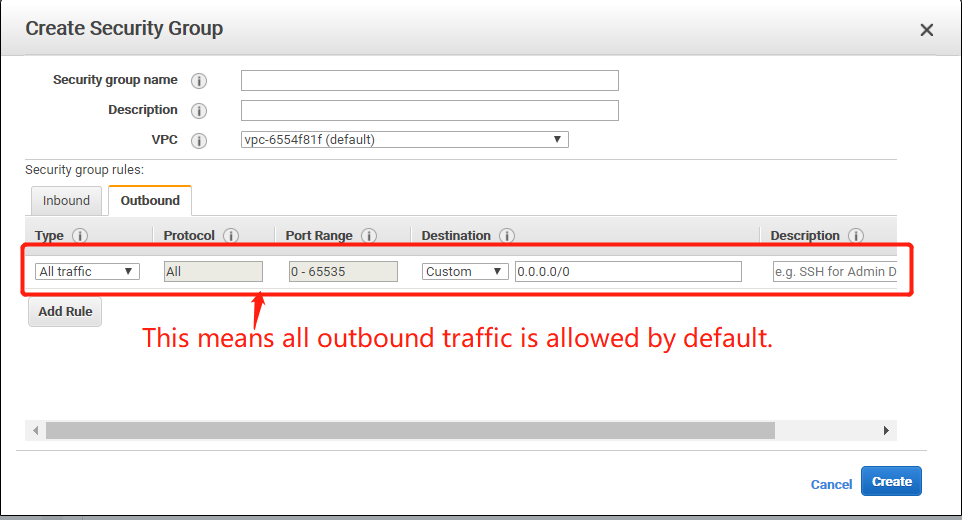 Create Security Group
Security group name
Description
VPC vpc-6554f81f (default)
Security group rules:
Inbound Outbound
Type Protocol Port Range Destination Description
All traffic All 0 - 65535 Custom 0.0.0.0/0 e.g. SSH for Admin D
Add Rule
This means all outbound traffic is allowed by default.
Cancel Create